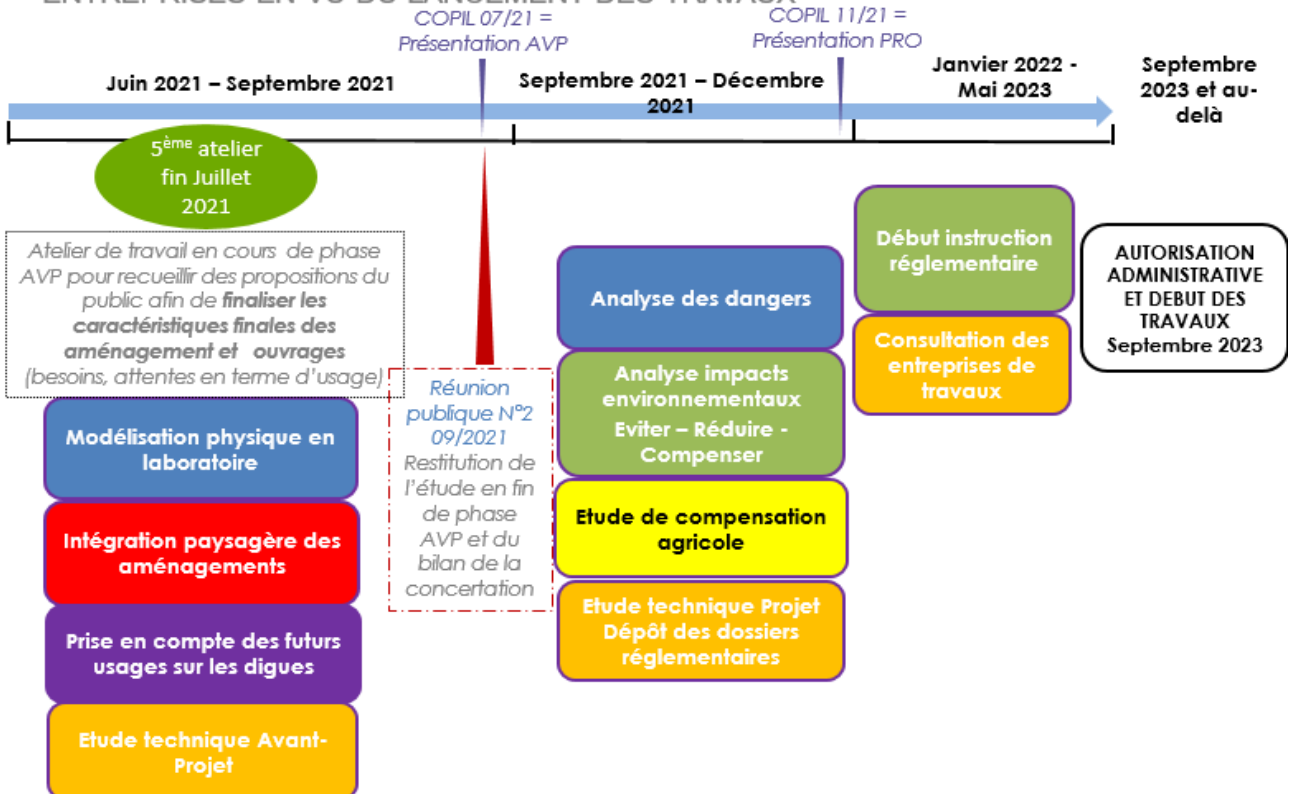 ENTREPRISES EN VU DU LANCEMENT DES TRAVAUX
COPIL 07/21 =
Présentation AVP
COPIL 11/21 =
Présentation PRO
Juin 2021 – Septembre 2021
Septembre 2021 – Décembre
2021
Janvier 2022 -
Mai 2023
Septembre
2023 et au-
delà
5ème atelier
fin Juillet
2021
Atelier de travail en cours de phase
AVP pour recueillir des propositions du
public afin de finaliser les
caractéristiques finales des
aménagement et ouvrages
(besoins, attentes en terme d'usage)
Modélisation physique en
laboratoire
Intégration paysagère des
aménagements
Prise en compte des futurs
usages sur les digues
Etude technique Avant-
Projet
Réunion
publique N°2
09/2021
Restitution de
l'étude en fin
de phase
AVP et du
bilan de la
concertation
Analyse des dangers
Analyse impacts
environnementaux
Eviter – Réduire -
Compenser
Etude de compensation
agricole
Etude technique Projet
Dépôt des dossiers
réglementaires
Début instruction
réglementaire
Consultation des
entreprises de
travaux
AUTORISATION
ADMINISTRATIVE
ET DEBUT DES
TRAVAUX
Septembre 2023